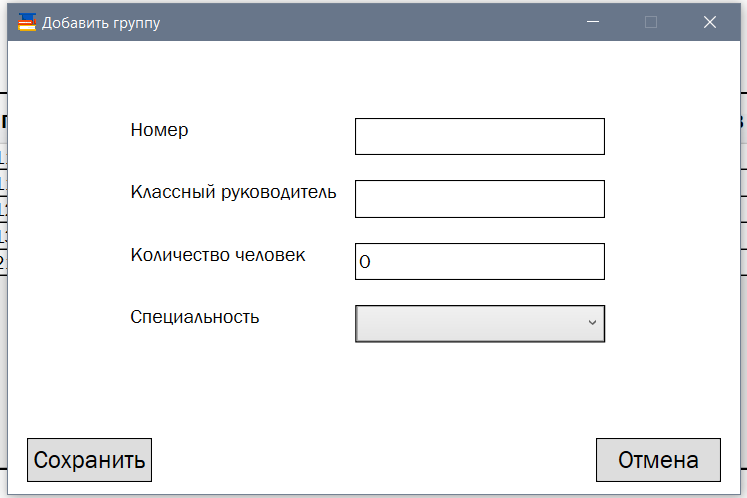 Добавить группу
Номер
Классный руководитель
Количество человек
0
Специальность
Сохранить
Отмена